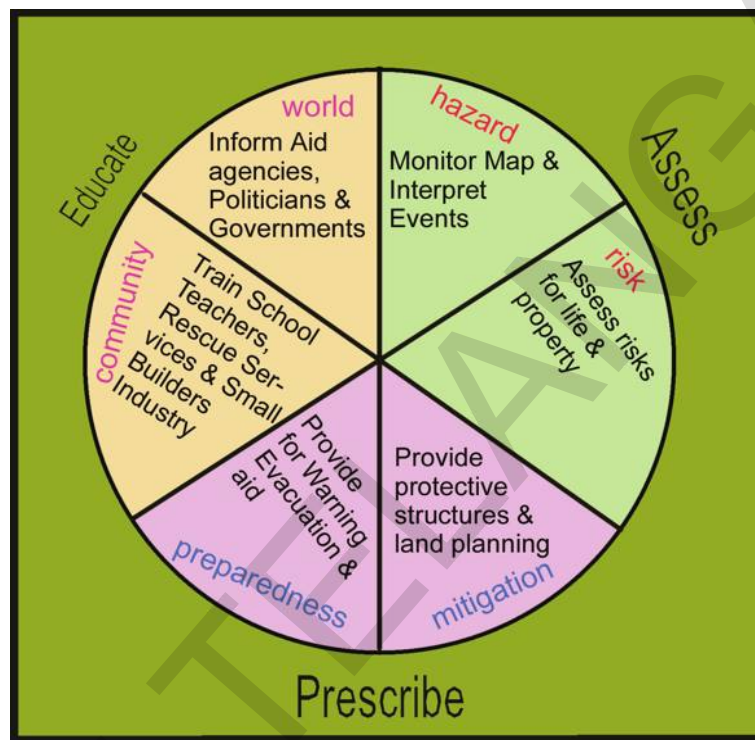 world
Inform Aid
agencies,
Politicians &
Governments
hazard
Monitor Map &
Interpret
Events
Assess
risk
Assess risks
for life &
property
Provide
protective
structures &
land planning
mitigation
Prescribe
Provide
for Warning
Evacuation &
aid
preparedness
community
Train School
Teachers,
Rescue Ser-
vices & Small
Builders
Industry
Educate
TELANG